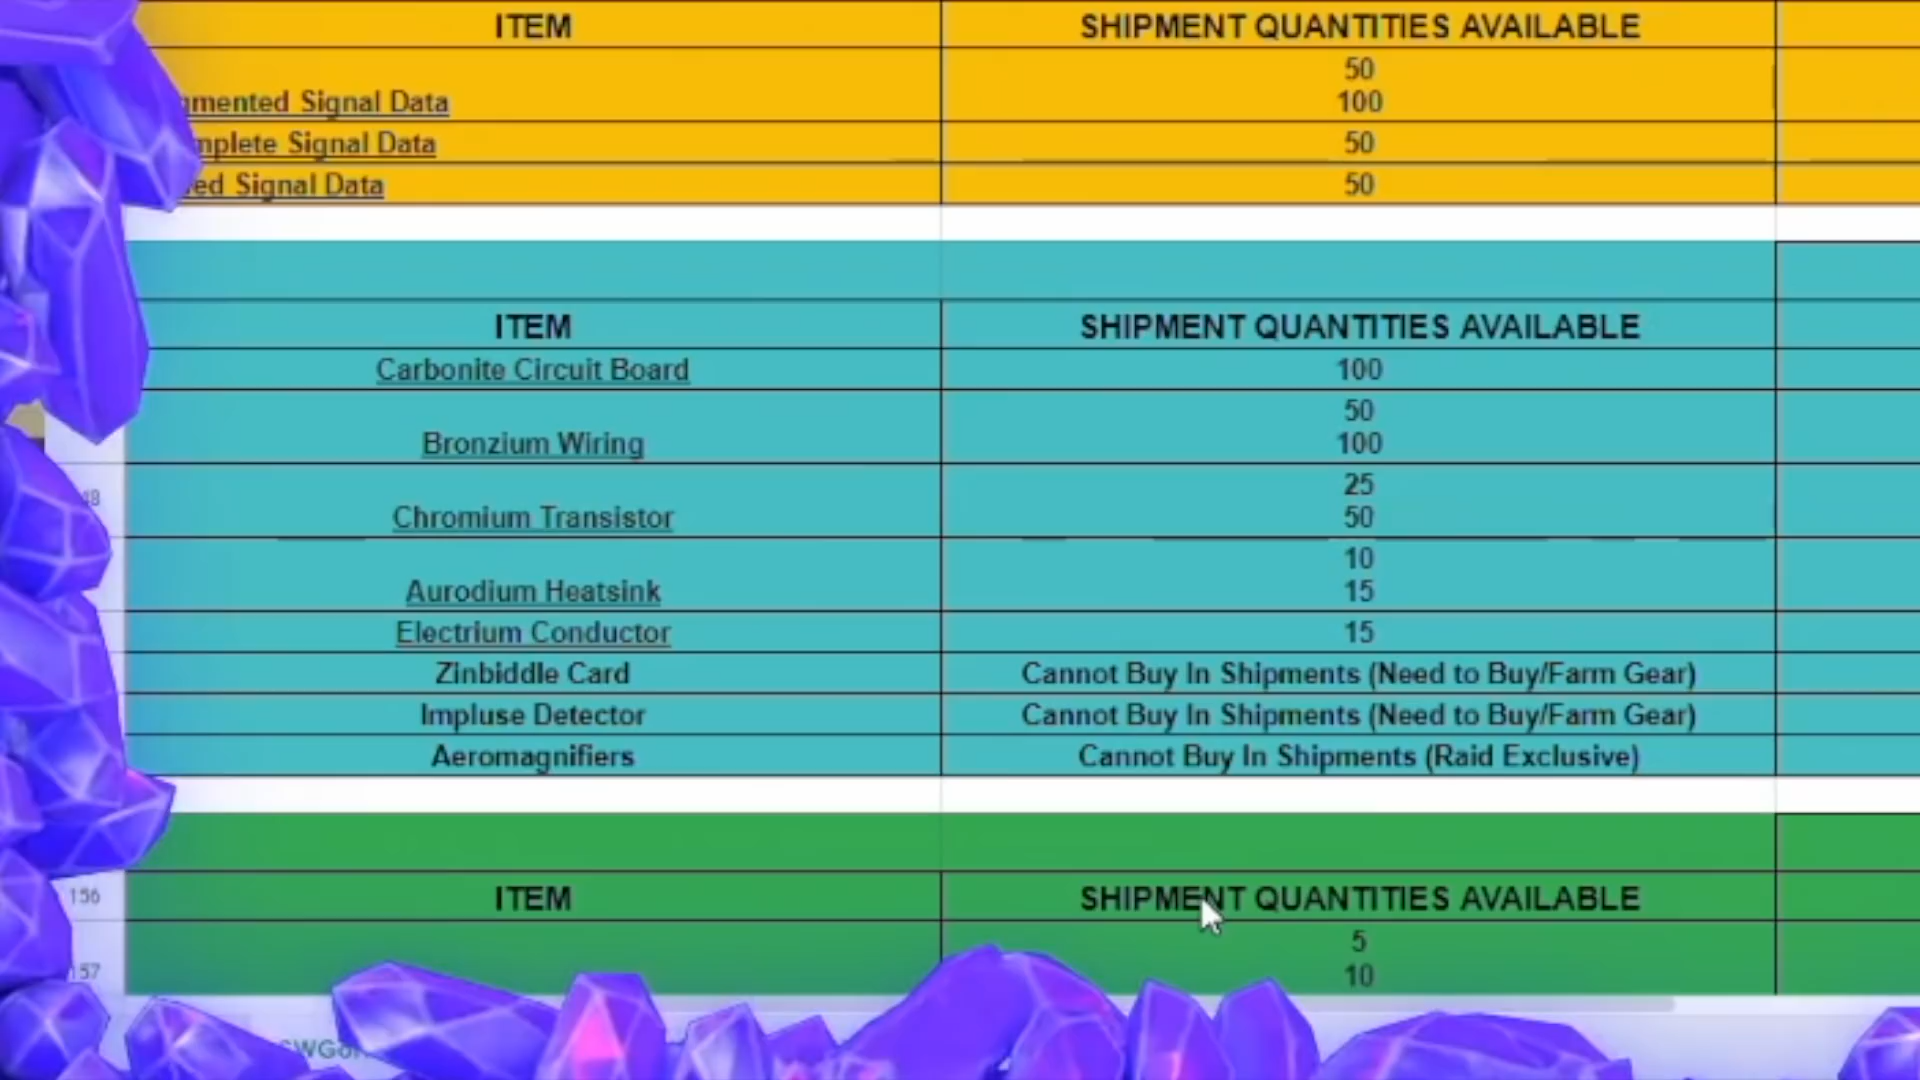 ITEM SHIPMENT QUANTITIES AVAILABLE
50
Signal Data 100
Signal Data 50
Signal Data 50
ITEM SHIPMENT QUANTITIES AVAILABLE
Carbonite Circuit Board 100
50
Bronzium Wiring 100
25
Chromium Transistor 50
10
Aurodium Heatsink 15
Electrium Conductor 15
Zinbiddle Card Cannot Buy In Shipments (Need to Buy/Farm Gear)
Impluse Detector Cannot Buy In Shipments (Need to Buy/Farm Gear)
Aeromagnifiers Cannot Buy In Shipments (Raid Exclusive)
156 ITEM SHIPMENT QUANTITIES AVAILABLE
5
157 10